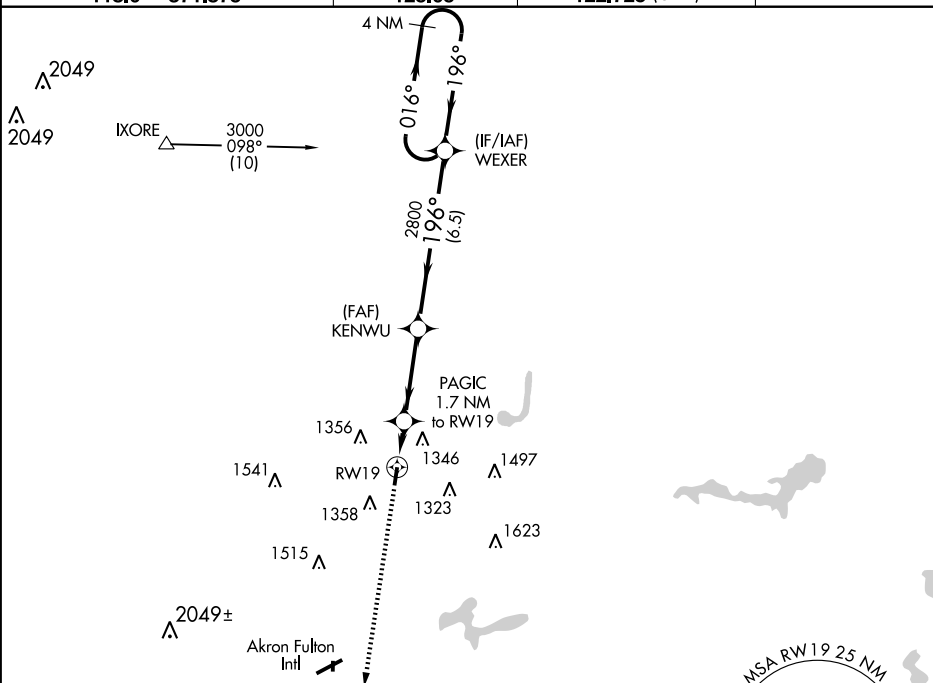 4 NM
196°
016°
2049
2049
IXORE
3000
098°
(10)
(IF/IAF)
WEXER
2800
196°
(6.5)
(FAF)
KENWU
PAGIC
1.7 NM
to RW19
1356
1346
1497
1541
RW19
1323
1358
1623
1515
2049±
Akron Fulton
Intl
MSA RW19 25 NM